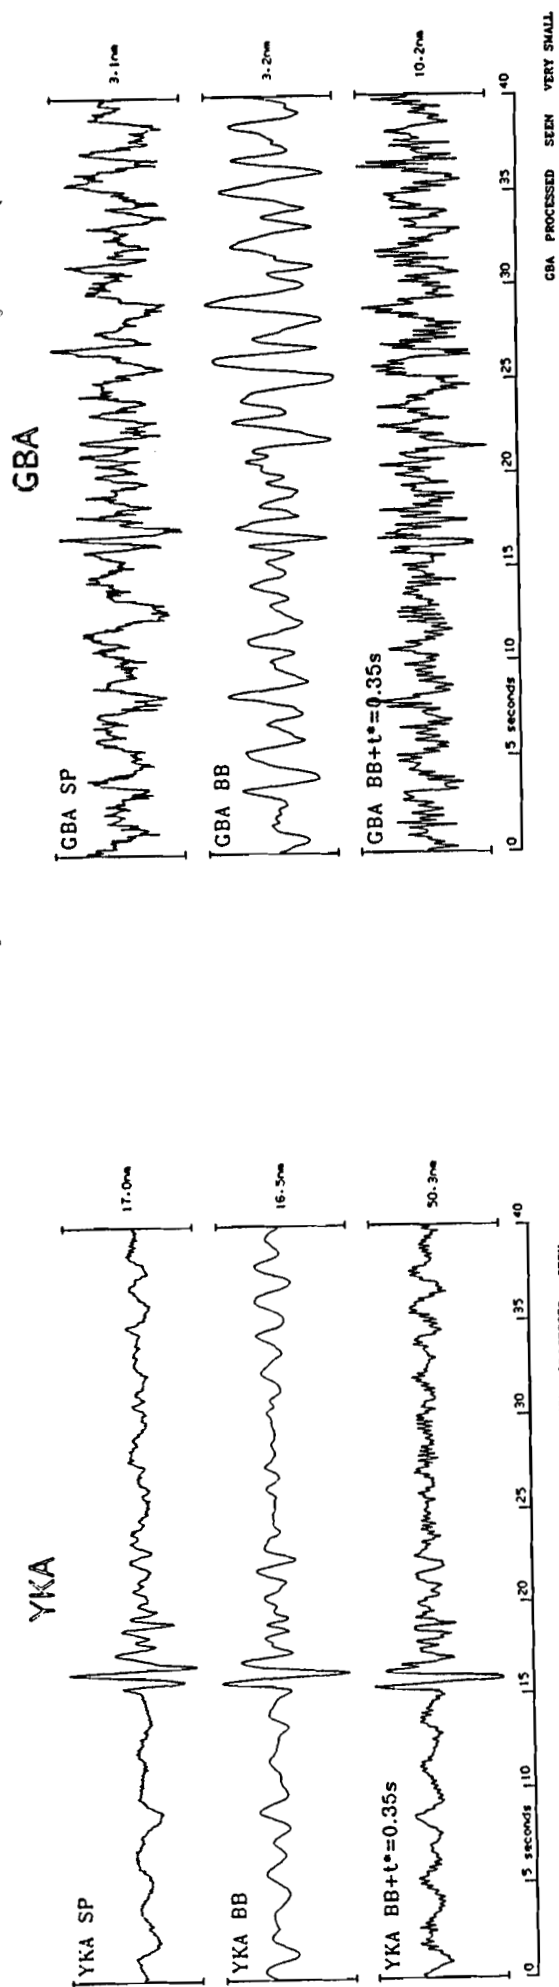 YKA
YKA SP
17.0nm
YKA BB
16.5nm
YKA BB+t*=0.35s
50.3nm
0 5 seconds 10 15 20 25 30 35 40
GBA
GBA SP
3.1nm
GBA BB
3.2nm
GBA BB+t*=0.35s
10.2nm
0 5 seconds 10 15 20 25 30 35 40
GBA PROCESSED SEEN VERY SMALL